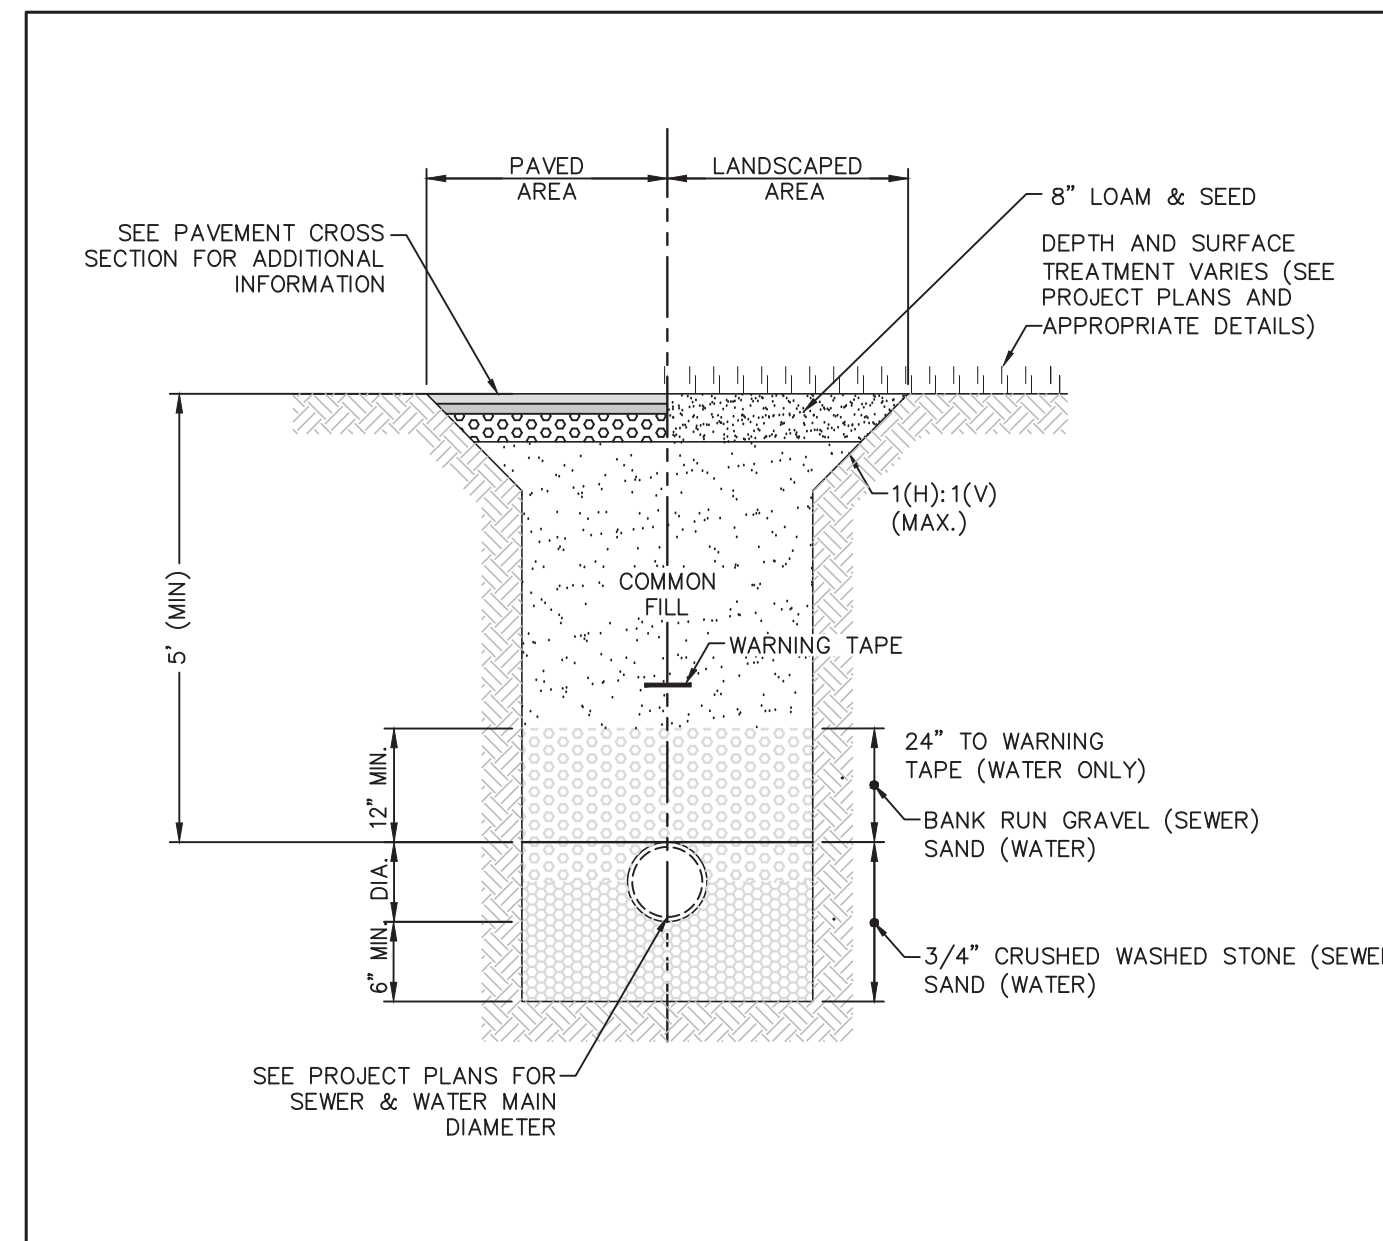 PAVED
AREA
LANDSCAPED
AREA
8" LOAM & SEED
SEE PAVEMENT CROSS
SECTION FOR ADDITIONAL
INFORMATION
DEPTH AND SURFACE
TREATMENT VARIES (SEE
PROJECT PLANS AND
APPROPRIATE DETAILS)
1(H):1(V)
(MAX.)
5' (MIN)
COMMON
FILL
WARNING TAPE
12" MIN.
24" TO WARNING
TAPE (WATER ONLY)
BANK RUN GRAVEL (SEWER)
SAND (WATER)
DIA.
6" MIN.
3/4" CRUSHED WASHED STONE (SEWE
SAND (WATER)
SEE PROJECT PLANS FOR
SEWER & WATER MAIN
DIAMETER